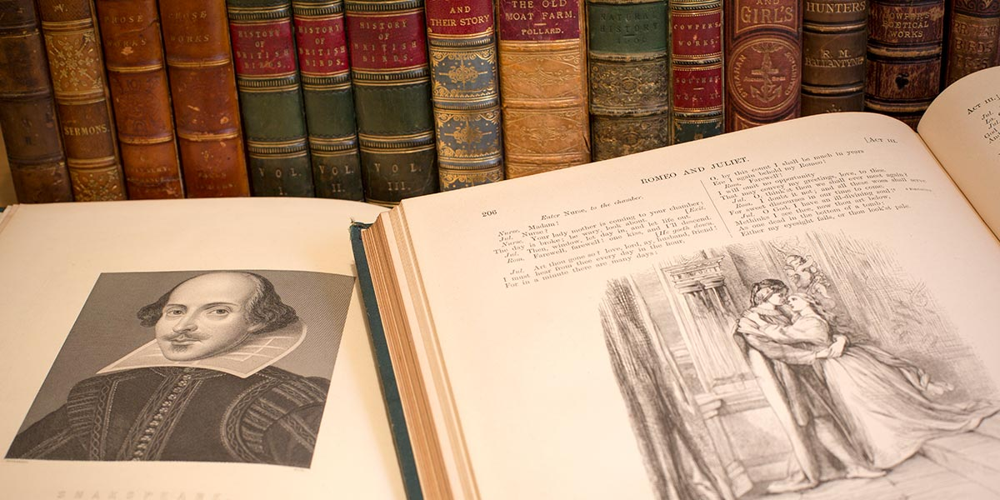 PROSE
WORKS
SERMONS.
PROSE
WORKS
HISTORY
OF
BRITISH
BIRDS.
VOL.
I.
HISTORY
OF
BRITISH
BIRDS.
VOL.
II.
HISTORY
OF
BRITISH
BIRDS.
VOL.
III.
AND
THEIR STORY
THE OLD
MOAT FARM.
POLLARD.
NATURAL
HISTORY
COWPER'S
WORKS.
SOUTHEY
AND
GIRL'S
HUNTERS
R. M.
BALLANTYNE
COWPER'S
POETICAL
WORKS
BRITISH
BIRDS
SHAKSPEARE.
206
ROMEO AND JULIET.
[ACT III.
Enter Nurse, to the chamber.
Nurse. Madam!
Jul. Nurse?
Nurse. Your lady mother is coming to your chamber:
The day is broke; be wary, look about. [Exit.
Jul. Then, window, let day in, and let life out.
Rom. Farewell, farewell! one kiss, and I'll descend.
[He goeth down.
Jul. Art thou gone so? love, lord, ay, husband, friend!
I must hear from thee every day in the hour,
For in a minute there are many days:
O, by this count I shall be much in years
Ere I again behold my Romeo!
Rom. Farewell!
I will omit no opportunity
That may convey my greetings, love, to thee.
Jul. O, think'st thou we shall ever meet again?
Rom. I doubt it not; and all these woes shall serve
For sweet discourses in our time to come.
Jul. O God, I have an ill-divining soul!
Methinks I see thee, now thou art below,
As one dead in the bottom of a tomb:
Either my eyesight fails, or thou look'st pale.
ACT III.
Jul.